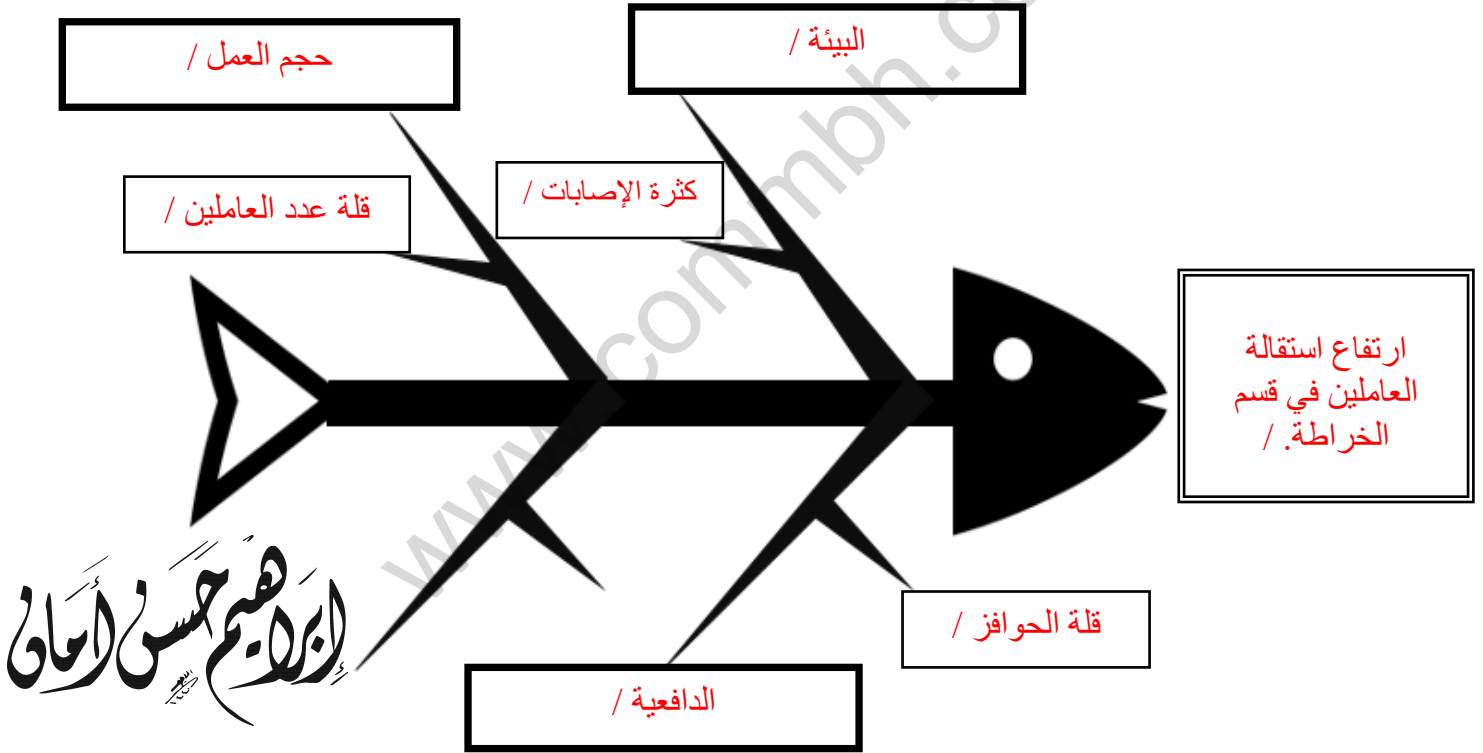 البيئة /
حجم العمل /
كثرة الإصابات /
قلة عدد العاملين /
ارتفاع استقالة
العاملين في قسم
الخراطة. /
قلة الحوافز /
الدافعية /
إبراهيم حسن أمان